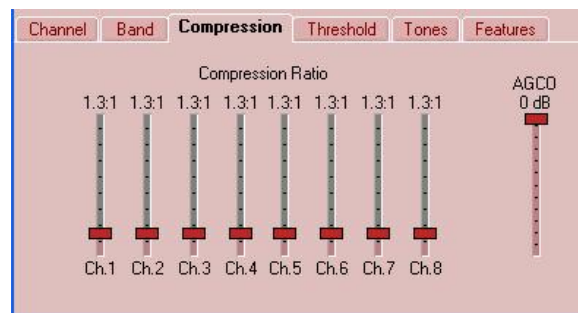 Channel Band Compression Threshold Tones Features
Compression Ratio
AGCO
1.3:1 1.3:1 1.3:1 1.3:1 1.3:1 1.3:1 1.3:1 1.3:1 0 dB
Ch.1 Ch.2 Ch.3 Ch.4 Ch.5 Ch.6 Ch.7 Ch.8